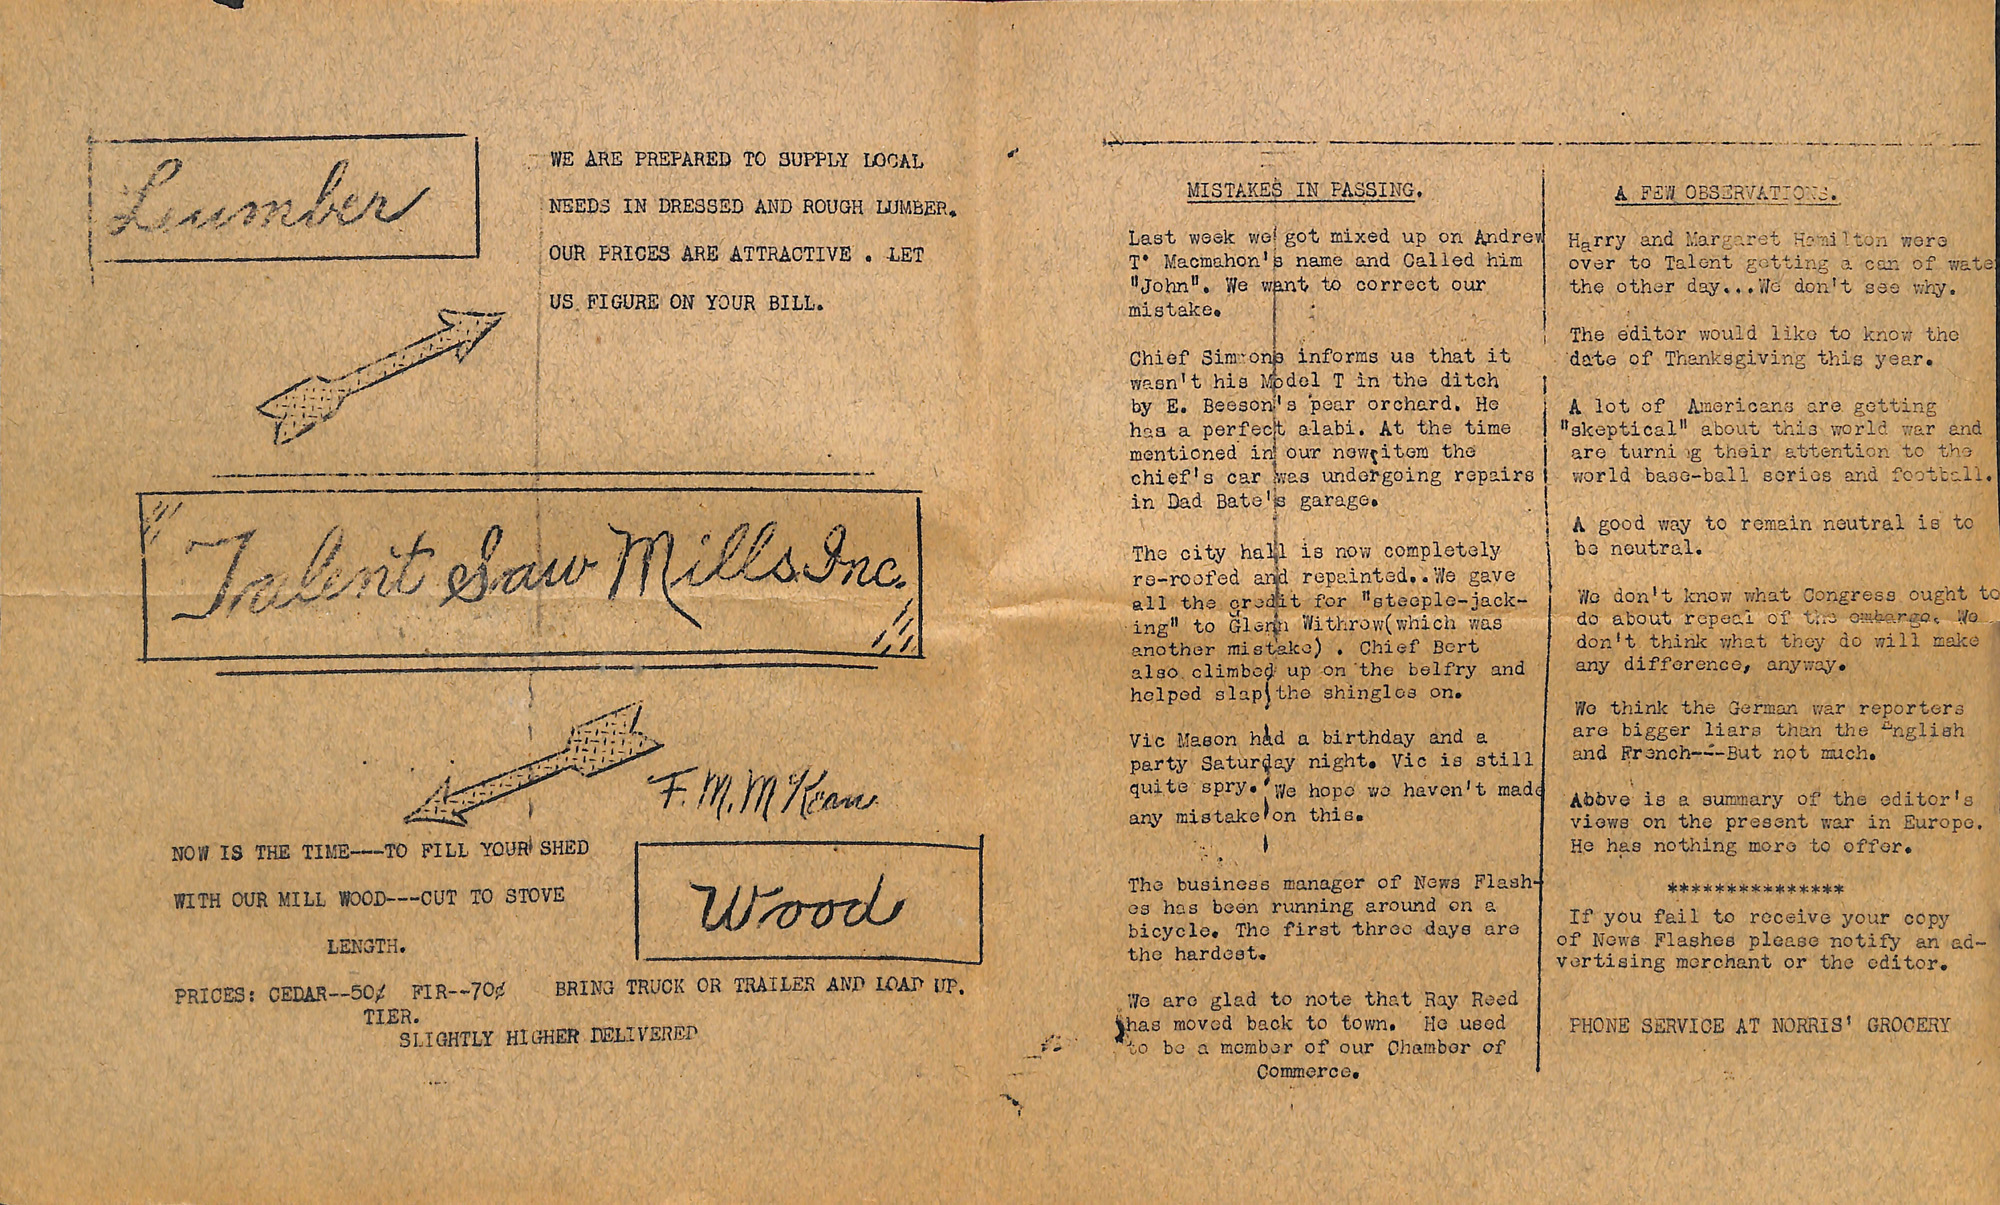 Lumber
WE ARE PREPARED TO SUPPLY LOCAL
NEEDS IN DRESSED AND ROUGH LUMBER.
OUR PRICES ARE ATTRACTIVE . LET
US FIGURE ON YOUR BILL.
Talent Saw Mills Inc.
F. M. McKean
NOW IS THE TIME---TO FILL YOUR SHED
WITH OUR MILL WOOD---CUT TO STOVE
LENGTH.
Wood
PRICES: CEDAR--50¢ FIR--70¢
TIER.
BRING TRUCK OR TRAILER AND LOAD UP.
SLIGHTLY HIGHER DELIVERED
MISTAKES IN PASSING.
Last week we got mixed up on Andrew
T' Macmahon's name and Called him
"John". We want to correct our
mistake.
Chief Simmons informs us that it
wasn't his Model T in the ditch
by E. Beeson's pear orchard. He
has a perfect alabi. At the time
mentioned in our new item the
chief's car was undergoing repairs
in Dad Bate's garage.
The city hall is now completely
re-roofed and repainted..We gave
all the credit for "steeple-jack-
ing" to Glenn Withrow(which was
another mistake) . Chief Bert
also climbed up on the belfry and
helped slap the shingles on.
Vic Mason had a birthday and a
party Saturday night. Vic is still
quite spry. We hope we haven't made
any mistake on this.
The business manager of News Flash-
es has been running around on a
bicycle. The first three days are
the hardest.
We are glad to note that Ray Reed
has moved back to town. He used
to be a member of our Chamber of
Commerce.
A FEW OBSERVATIONS.
Harry and Margaret Hamilton were
over to Talent getting a can of wate
the other day...We don't see why.
The editor would like to know the
date of Thanksgiving this year.
A lot of Americans are getting
"skeptical" about this world war and
are turning their attention to the
world base-ball series and football.
A good way to remain neutral is to
be neutral.
We don't know what Congress ought to
do about repeal of the embargo. We
don't think what they do will make
any difference, anyway.
We think the German war reporters
are bigger liars than the English
and French---But not much.
Abbve is a summary of the editor's
views on the present war in Europe.
He has nothing more to offer.
***************
If you fail to receive your copy
of News Flashes please notify an ad-
vertising merchant or the editor.
PHONE SERVICE AT NORRIS' GROCERY